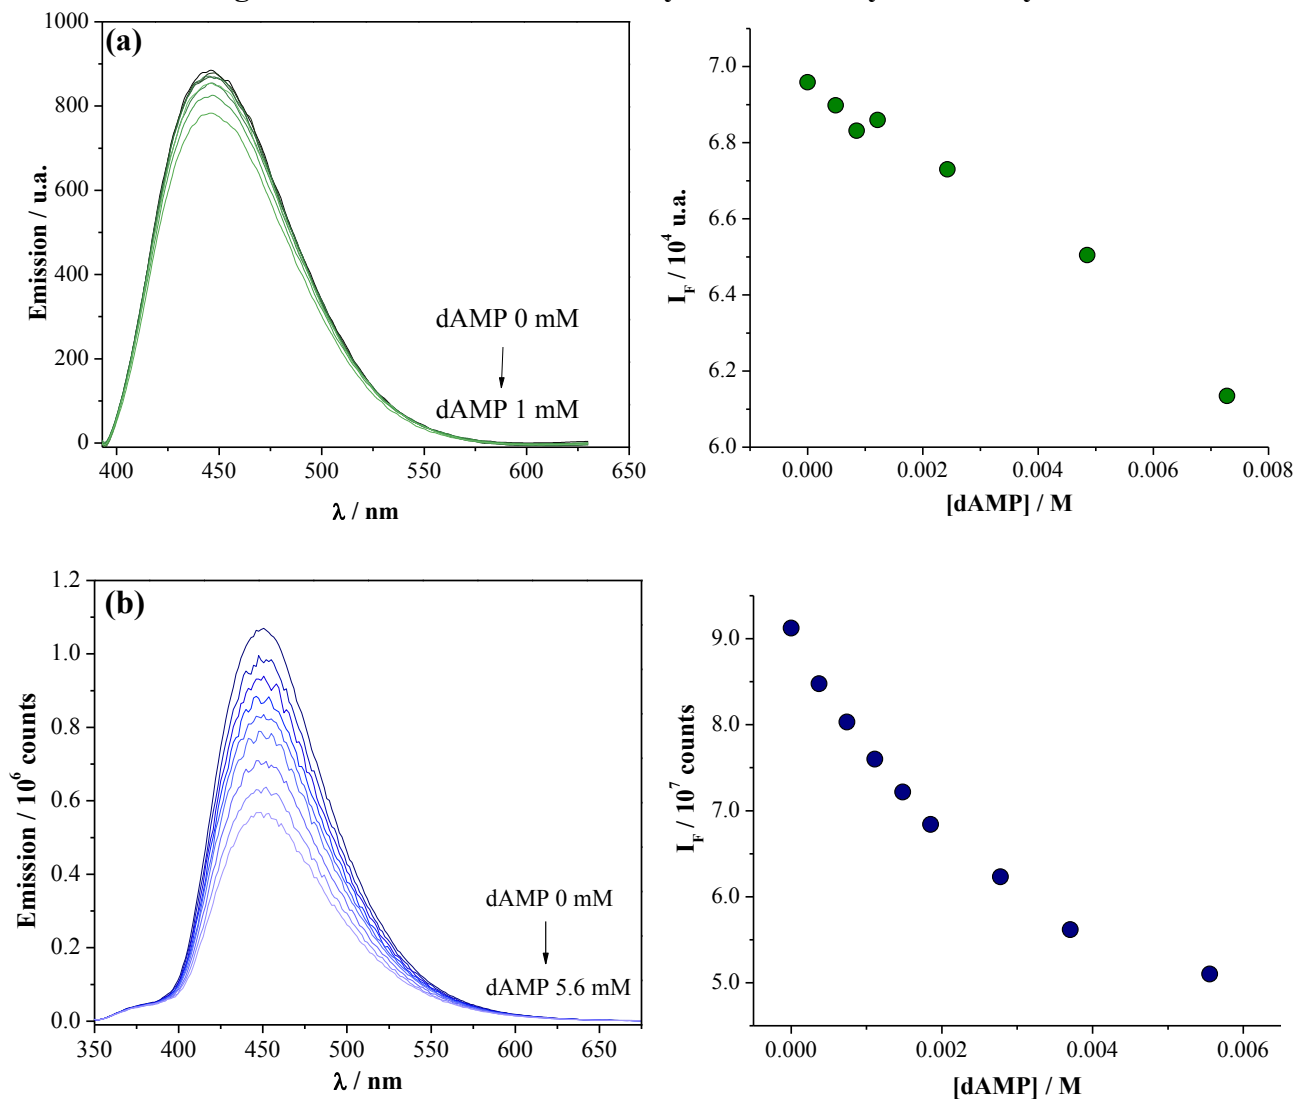 (a)
1000
800
600
400
200
0
Emission / u.a.
dAMP 0 mM
dAMP 1 mM
400 450 500 550 600 650
λ / nm
7.0
6.8
6.6
6.4
6.2
6.0
I_F / 10^4 u.a.
0.000 0.002 0.004 0.006 0.008
[dAMP] / M
(b)
1.2
1.0
0.8
0.6
0.4
0.2
0.0
Emission / 10^6 counts
dAMP 0 mM
dAMP 5.6 mM
350 400 450 500 550 600 650
λ / nm
9.0
8.0
7.0
6.0
5.0
I_F / 10^7 counts
0.000 0.002 0.004 0.006
[dAMP] / M